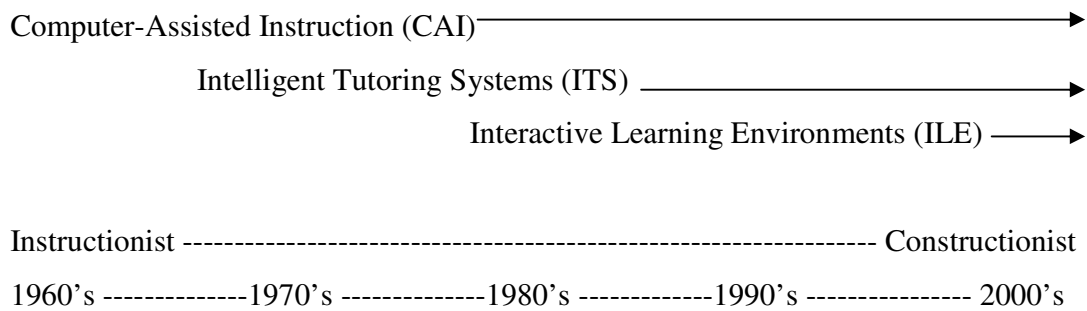 Computer-Assisted Instruction (CAI)
Intelligent Tutoring Systems (ITS)
Interactive Learning Environments (ILE)
Instructionist -------------------------------------------------------------------- Constructionist
1960’s --------------1970’s --------------1980’s -------------1990’s ---------------- 2000’s